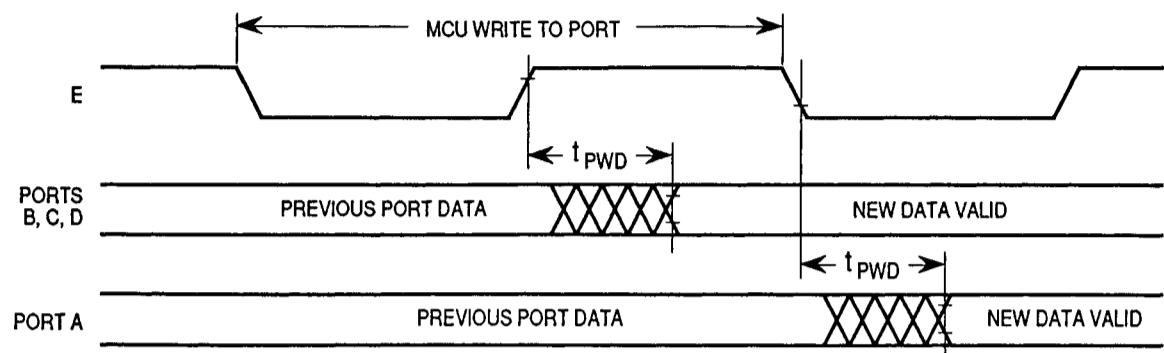 MCU WRITE TO PORT
E
t PWD
PORTS
B, C, D
PREVIOUS PORT DATA
NEW DATA VALID
t PWD
PORT A
PREVIOUS PORT DATA
NEW DATA VALID